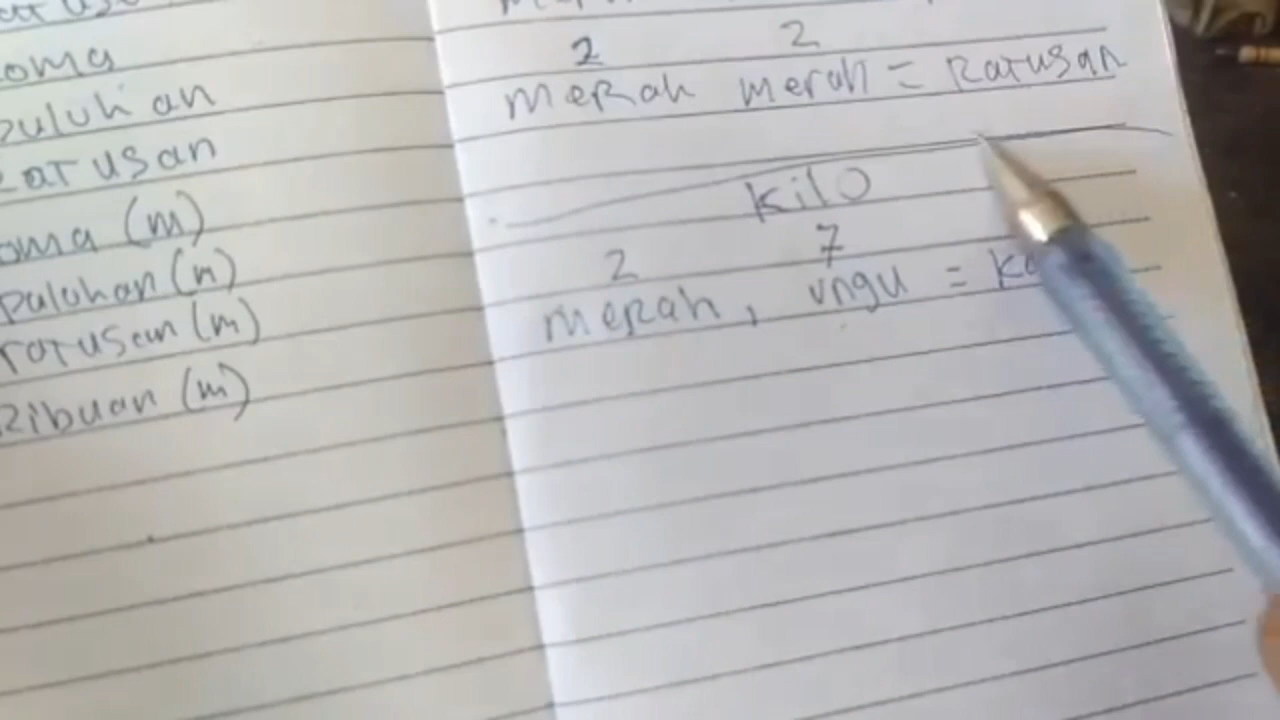 oma
puluhan
Ratusan
oma (m)
puluhan (n)
ratusan (m)
Ribuan (m)
2 2
mERah merah = Ratusan
kilo
2 7
mERah, ungu =